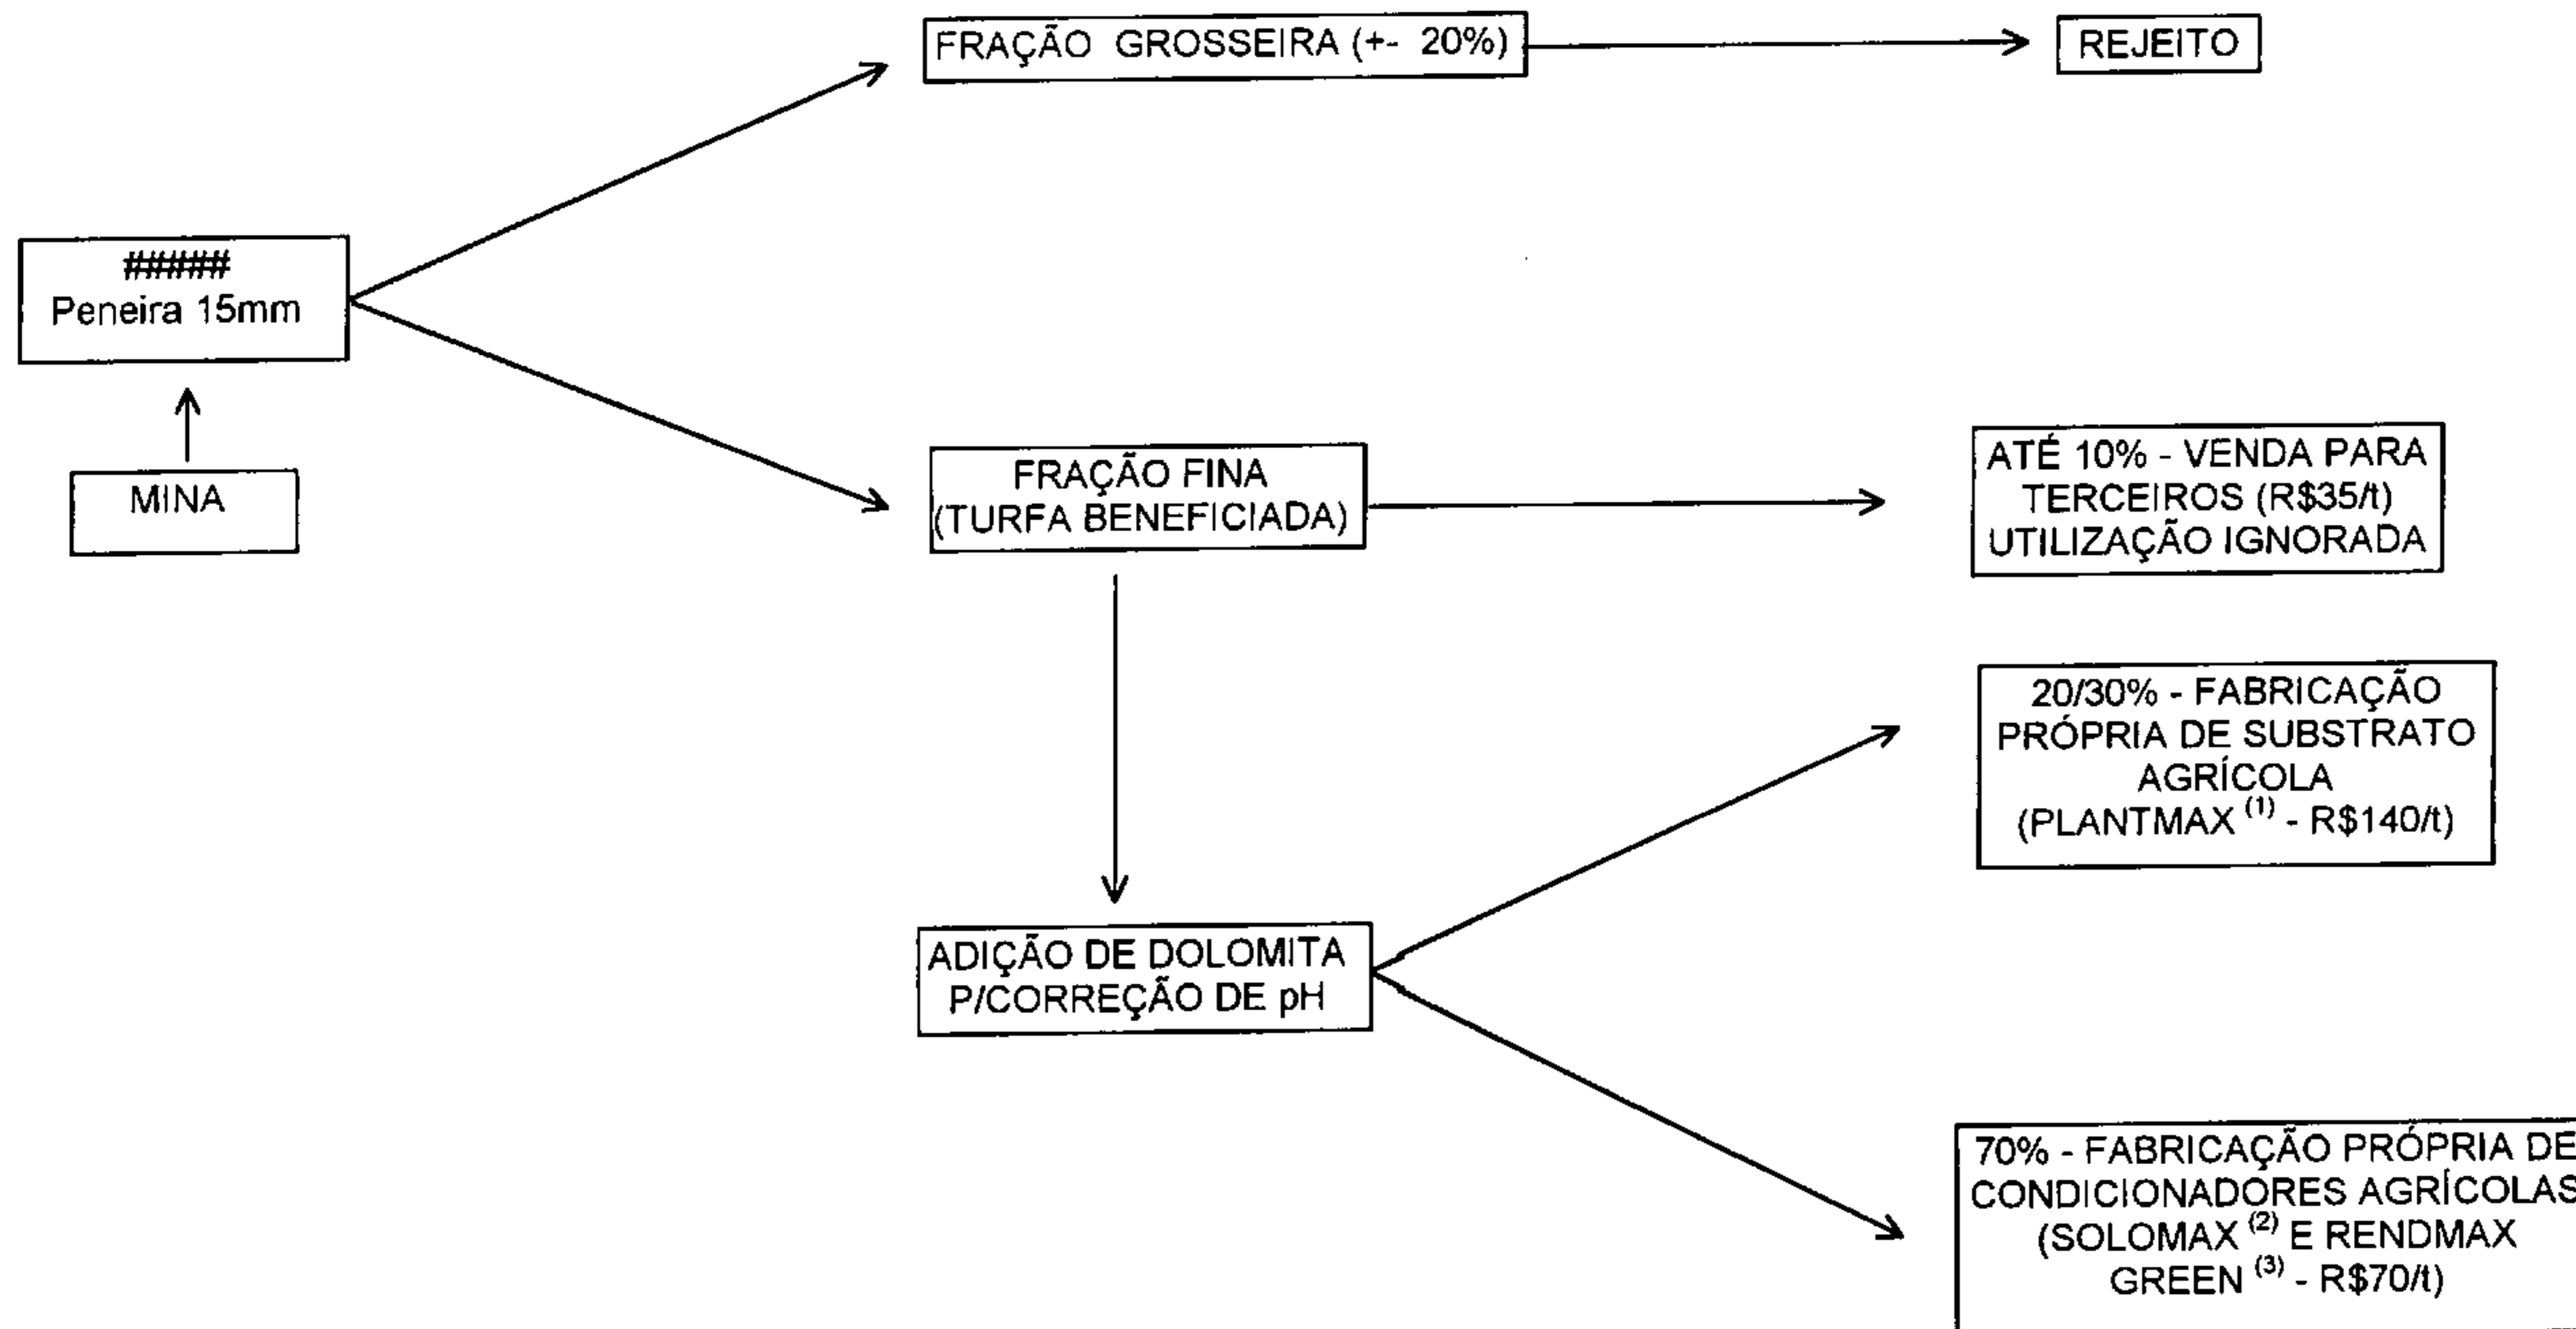 FRAÇÃO GROSSEIRA (+- 20%)
REJEITO
#####
Peneira 15mm
MINA
FRAÇÃO FINA
(TURFA BENEFICIADA)
ATÉ 10% - VENDA PARA
TERCEIROS (R$35/t)
UTILIZAÇÃO IGNORADA
20/30% - FABRICAÇÃO
PRÓPRIA DE SUBSTRATO
AGRÍCOLA
(PLANTMAX (1) - R$140/t)
ADIÇÃO DE DOLOMITA
P/CORREÇÃO DE pH
70% - FABRICAÇÃO PRÓPRIA DE
CONDICIONADORES AGRÍCOLAS
(SOLOMAX (2) E RENDMAX
GREEN (3) - R$70/t)